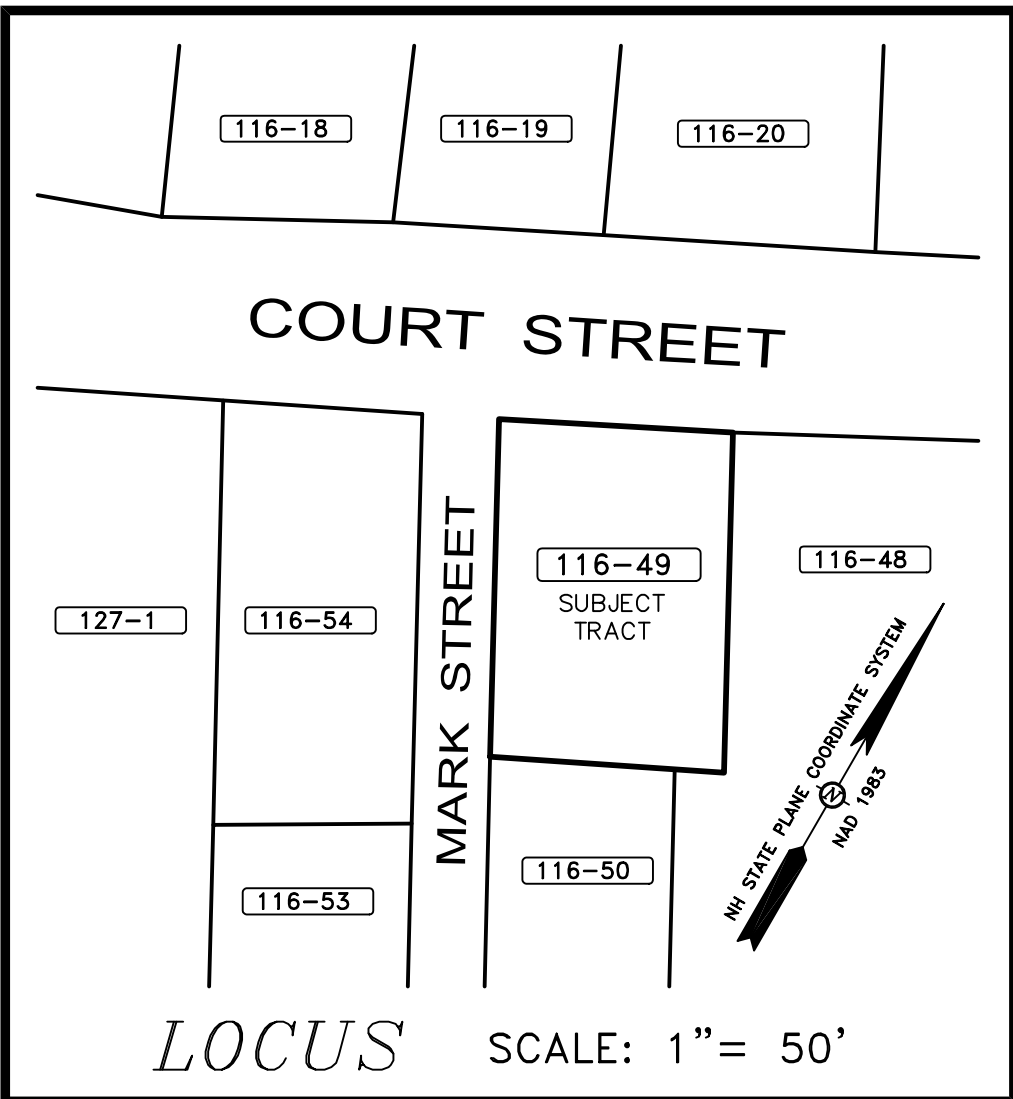 116-18
116-19
116-20
COURT STREET
116-49
SUBJECT
TRACT
116-48
127-1
116-54
MARK STREET
NH STATE PLANE COORDINATE SYSTEM
N
NAD 1983
116-50
116-53
LOCUS
SCALE: 1"= 50'